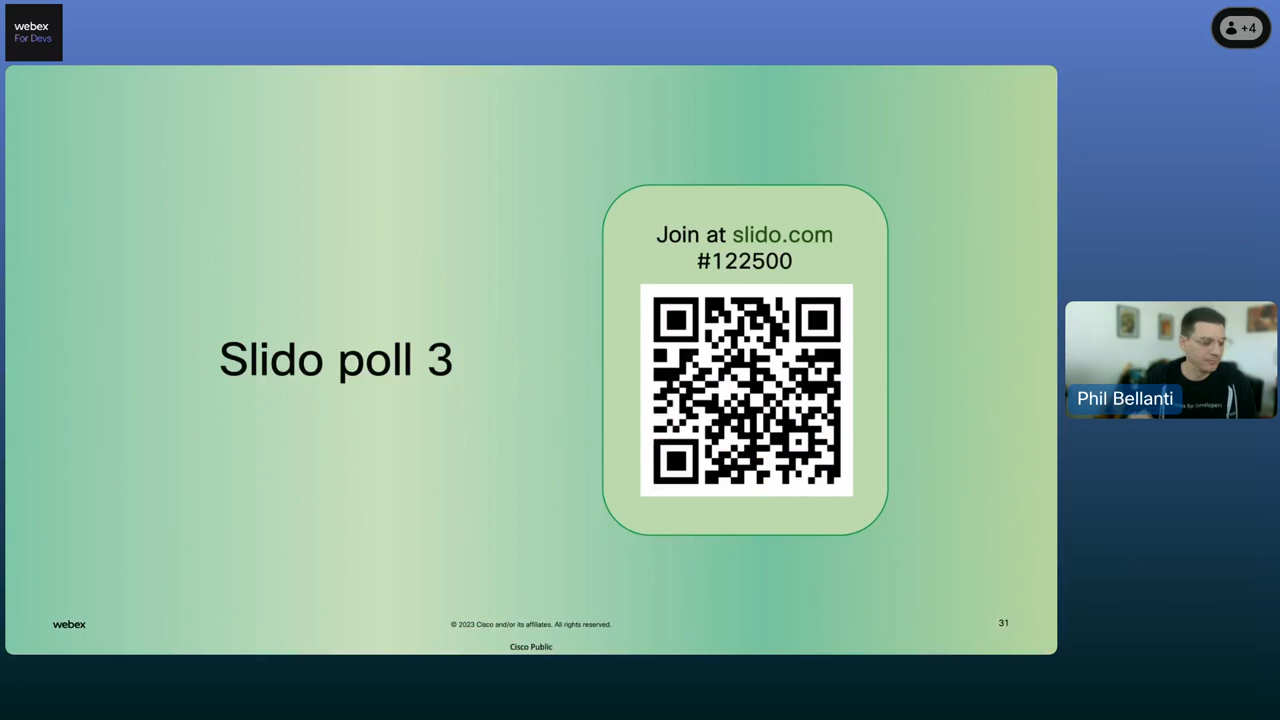 webex
For Devs
+4
Join at slido.com
#122500
Slido poll 3
Phil Bellanti
webex
© 2023 Cisco and/or its affiliates. All rights reserved.
31
Cisco Public